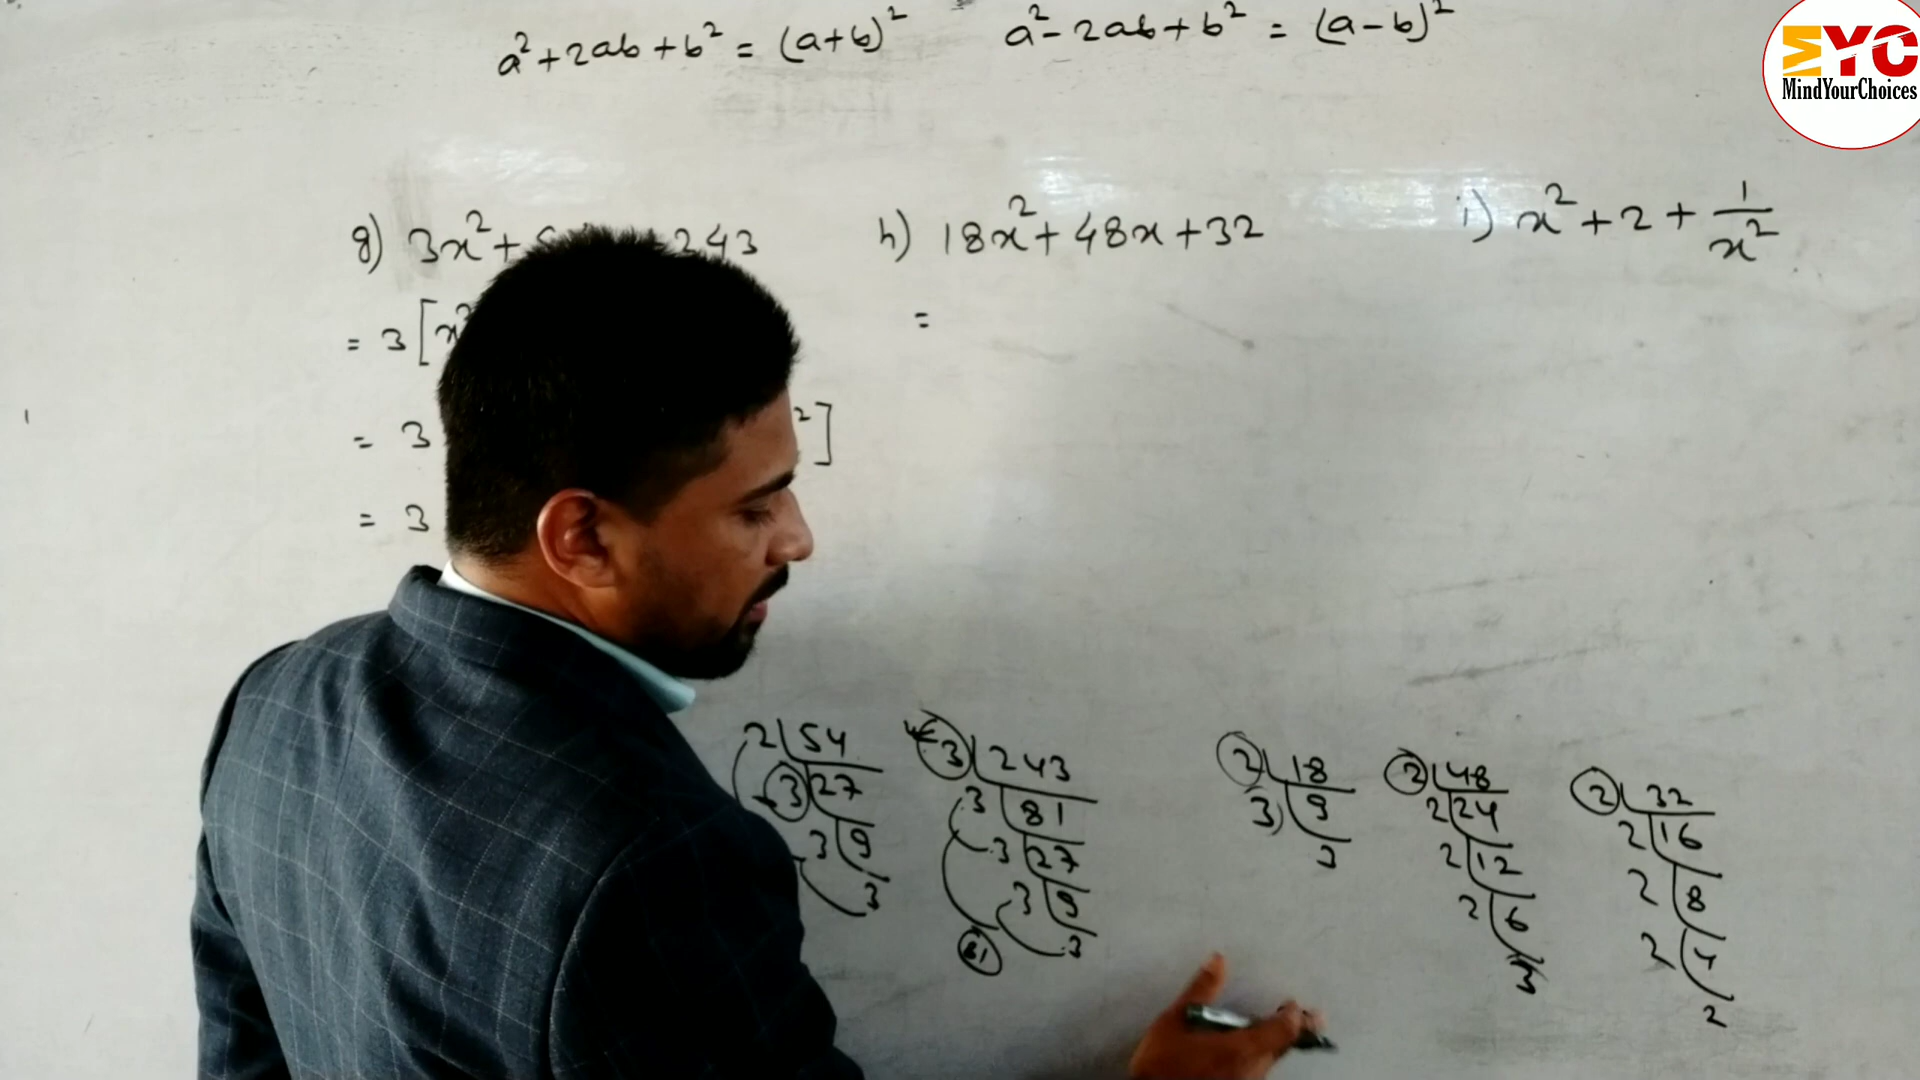 a² + 2ab + b² = (a+b)²
a² - 2ab + b² = (a-b)²
MYC
MindYourChoices
g) 3x² + 243
h) 18x² + 48x + 32
i) x² + 2 + 1/x²
= 3[x²
=
= 3 ²]
= 3
2 54
3 27
3 9
3
3 243
3 81
3 27
3 9
3
81
2 18
3 9
3
2 48
2 24
2 12
2 6
3
2 32
2 16
2 8
2 4
2